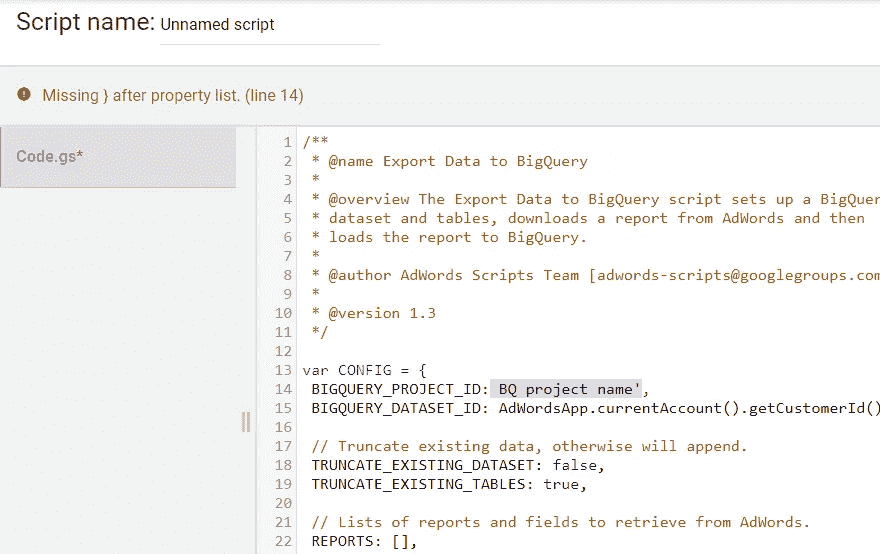 Script name: Unnamed script
Missing } after property list. (line 14)
Code.gs*
1 /**
2 * @name Export Data to BigQuery
3 *
4 * @overview The Export Data to BigQuery script sets up a BigQuer
5 * dataset and tables, downloads a report from AdWords and then
6 * loads the report to BigQuery.
7 *
8 * @author AdWords Scripts Team [adwords-scripts@googlegroups.com
9 *
10 * @version 1.3
11 */
12
13 var CONFIG = {
14 BIGQUERY_PROJECT_ID: BQ project name',
15 BIGQUERY_DATASET_ID: AdWordsApp.currentAccount().getCustomerId()
16
17 // Truncate existing data, otherwise will append.
18 TRUNCATE_EXISTING_DATASET: false,
19 TRUNCATE_EXISTING_TABLES: true,
20
21 // Lists of reports and fields to retrieve from AdWords.
22 REPORTS: [],